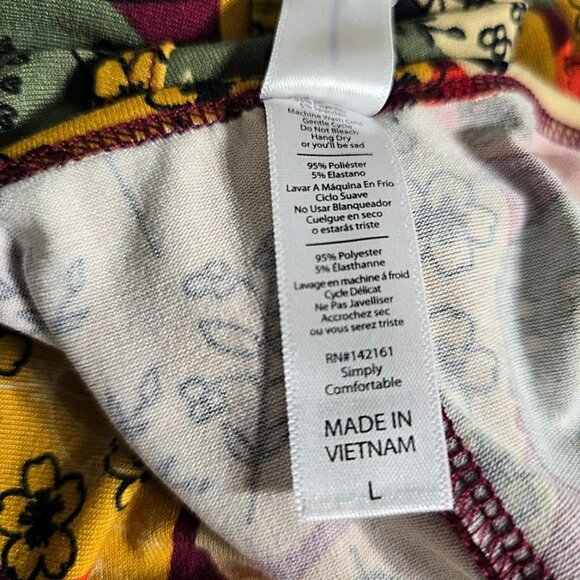 Machine Wash Cold
Gentle Cycle
Do Not Bleach
Hang Dry
or you'll be sad
95% Poliéster
5% Elastano
Lavar A Máquina En Frio
Ciclo Suave
No Usar Blanqueador
Cuelgue en seco
o estarás triste
95% Polyester
5% Élasthanne
Lavage en machine á froid
Cycle Délicat
Ne Pas Javelliser
Accrochez sec
ou vous serez triste
RN#142161
Simply
Comfortable
MADE IN
VIETNAM
L